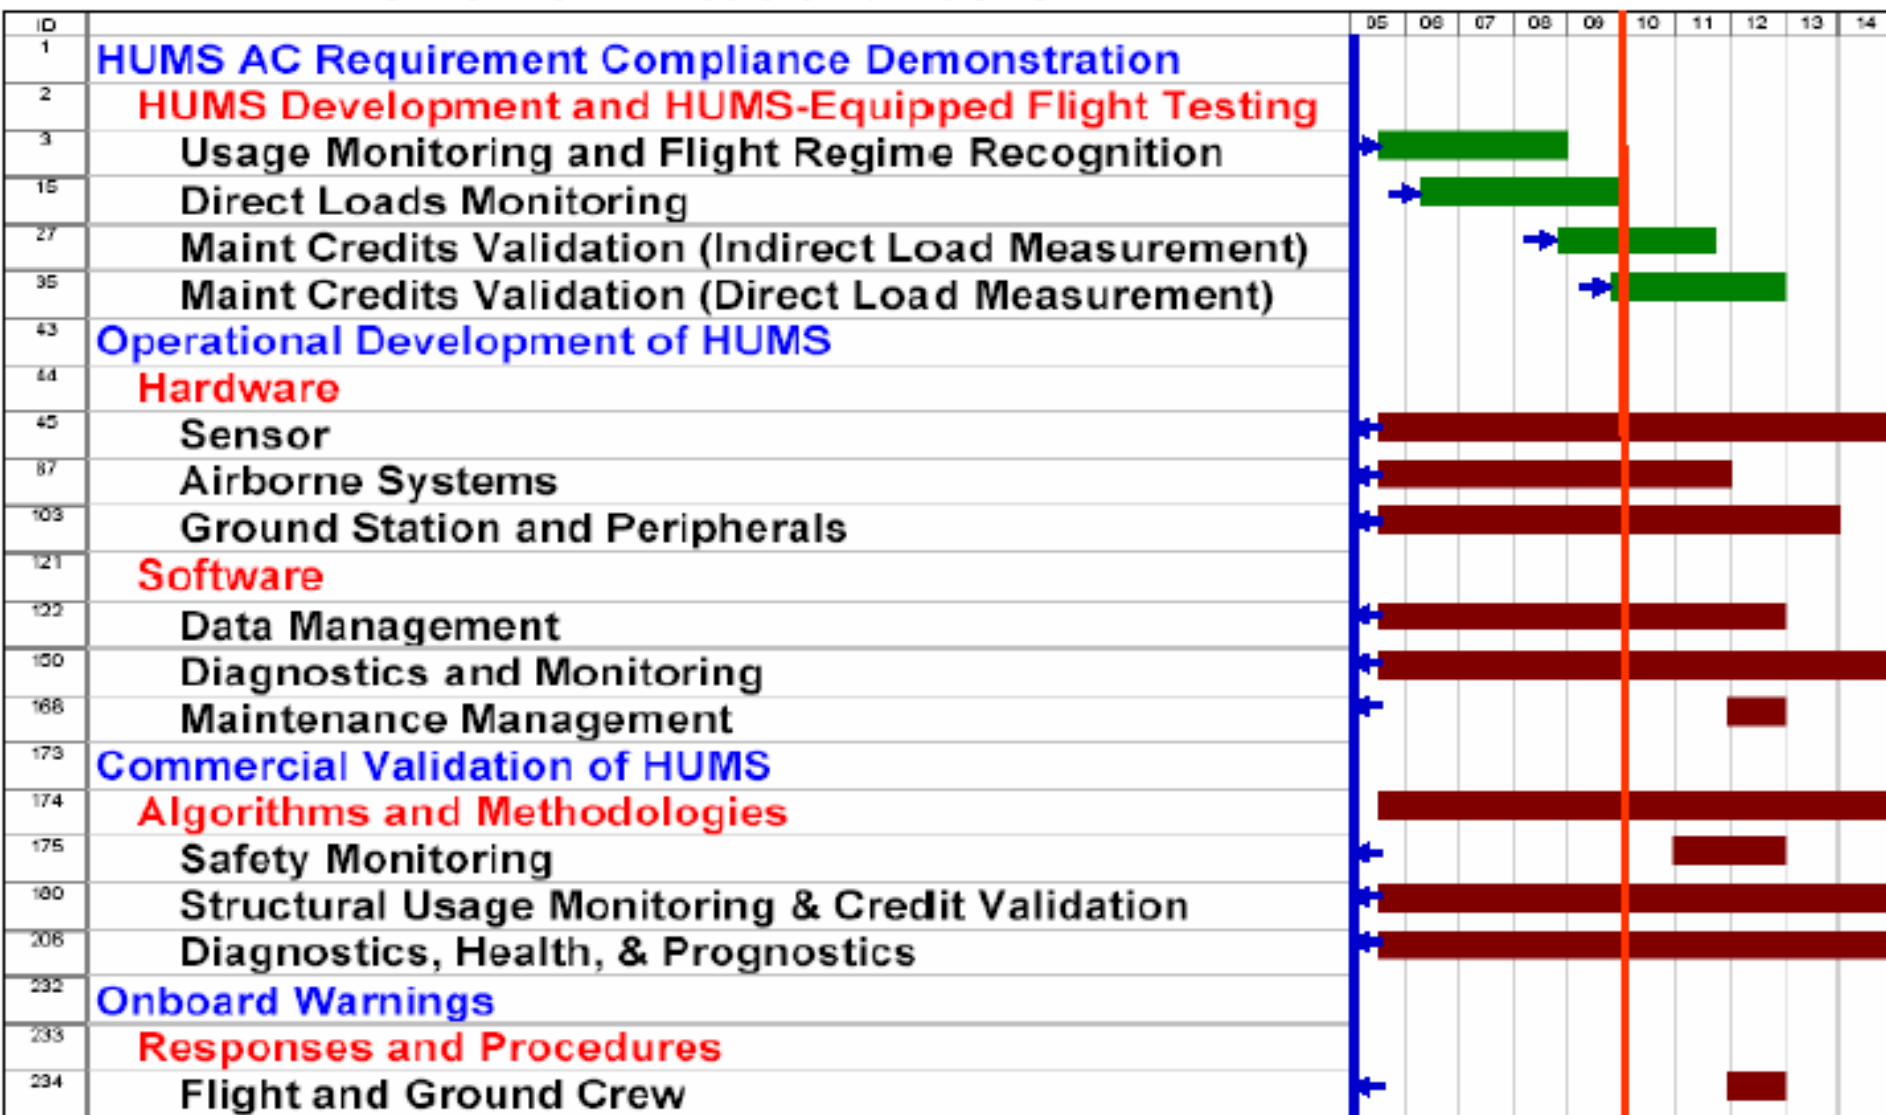 ID 05 06 07 08 09 10 11 12 13 14
1 HUMS AC Requirement Compliance Demonstration
2 HUMS Development and HUMS-Equipped Flight Testing
3 Usage Monitoring and Flight Regime Recognition
15 Direct Loads Monitoring
27 Maint Credits Validation (Indirect Load Measurement)
35 Maint Credits Validation (Direct Load Measurement)
43 Operational Development of HUMS
44 Hardware
45 Sensor
87 Airborne Systems
103 Ground Station and Peripherals
121 Software
122 Data Management
150 Diagnostics and Monitoring
168 Maintenance Management
173 Commercial Validation of HUMS
174 Algorithms and Methodologies
175 Safety Monitoring
180 Structural Usage Monitoring & Credit Validation
206 Diagnostics, Health, & Prognostics
232 Onboard Warnings
233 Responses and Procedures
234 Flight and Ground Crew